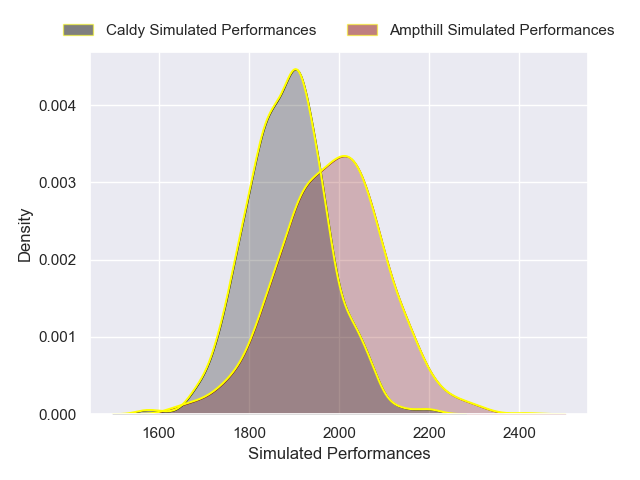 Caldy Simulated Performances Ampthill Simulated Performances
0.004
0.003
Density
0.002
0.001
0.000
1600 1800 2000 2200 2400
Simulated Performances